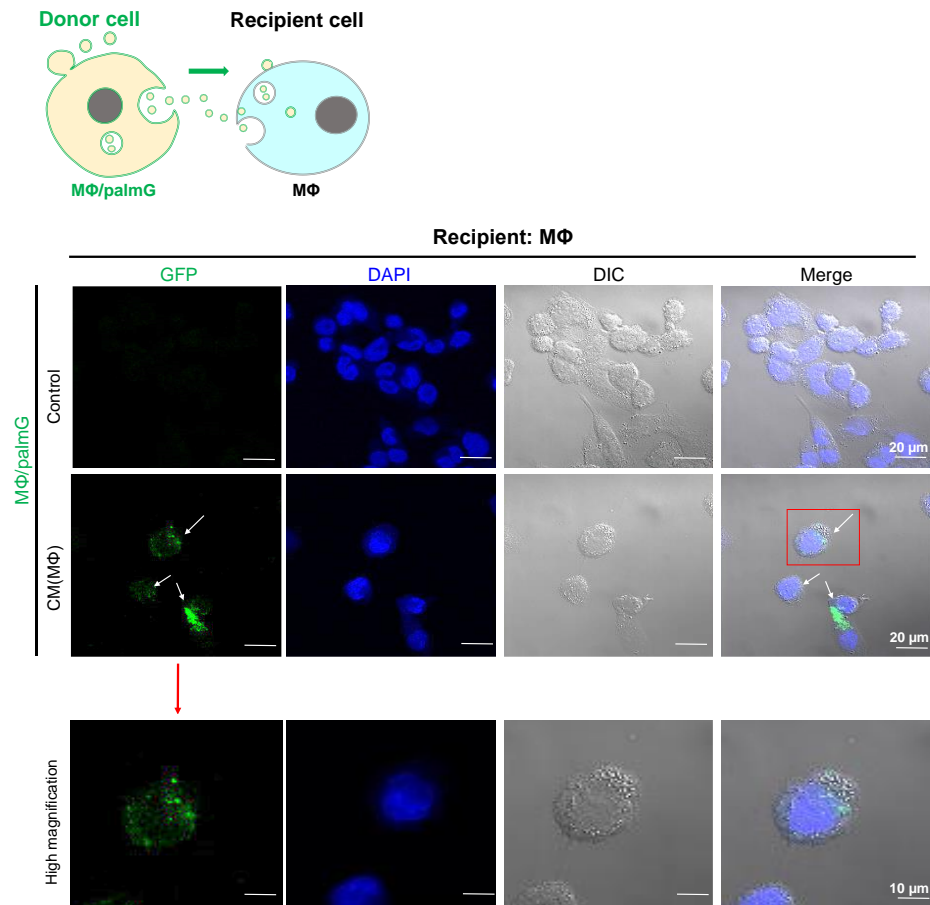 Donor cell
Recipient cell
MΦ/palmG
MΦ
Recipient: MΦ
GFP
DAPI
DIC
Merge
MΦ/palmG
Control
20 µm
CM(MΦ)
20 µm
High magnification
10 µm